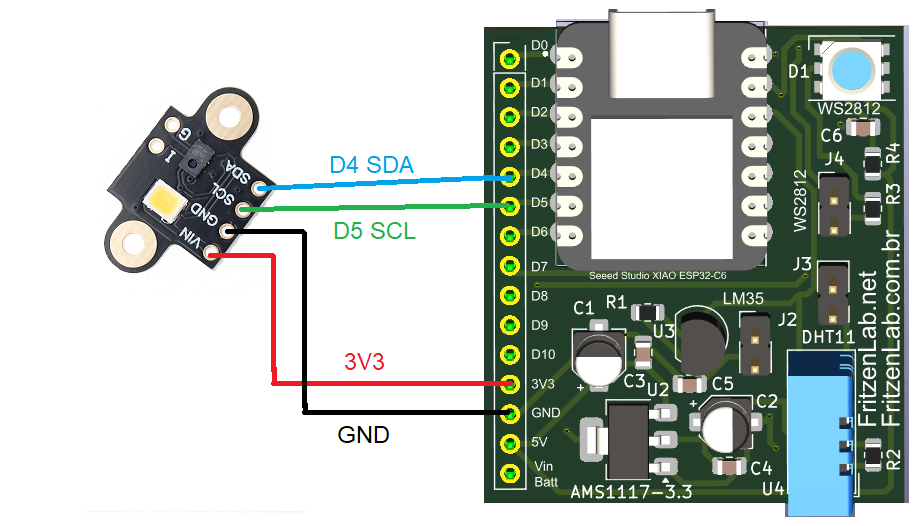 G
I
SDA
SCL
GND
VIN
D4 SDA
D5 SCL
3V3
GND
D0
D1
D2
D3
D4
D5
D6
D7
D8
D9
D10
3V3
GND
5V
Vin
Batt
Seeed Studio XIAO ESP32-C6
D1
WS2812
C6
J4
R4
WS2812
R3
J3
DHT11
LM35
J2
C1
R1
U3
C3
C5
U2
C2
C4
AMS1117-3.3
U4
R2
FritzenLab.net
FritzenLab.com.br